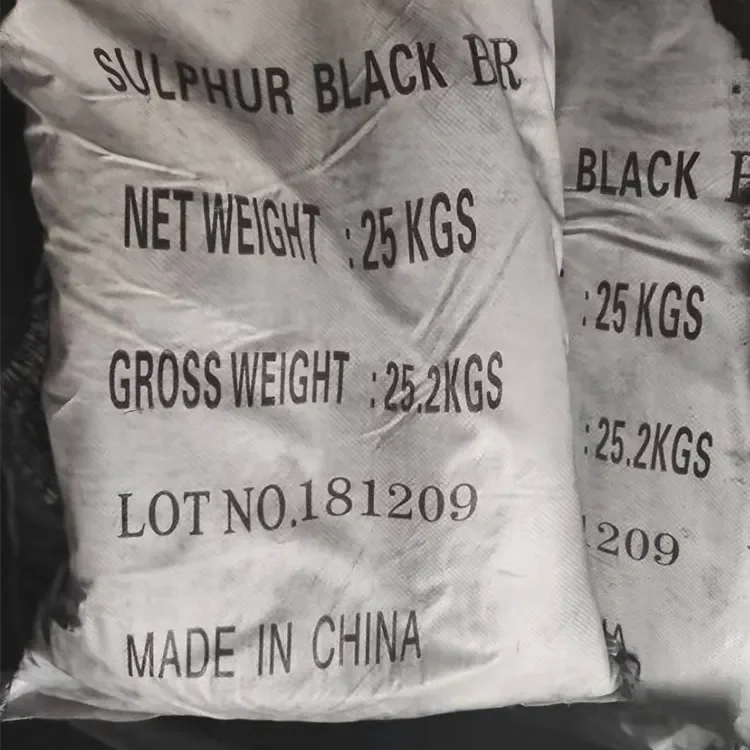 SULPHUR BLACK BR
NET WEIGHT :25 KGS
GROSS WEIGHT :25.2KGS
LOT NO.181209
MADE IN CHINA
BLACK
:25 KGS
:25.2KGS
1209